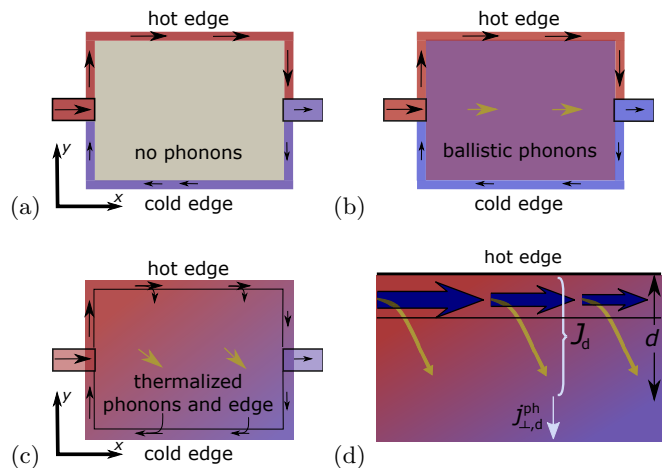 hot edge
no phonons
y
x
(a)
cold edge
hot edge
ballistic phonons
(b)
cold edge
hot edge
thermalized
phonons and edge
y
x
(c)
cold edge
hot edge
J_d
d
j^ph_⊥,d
(d)